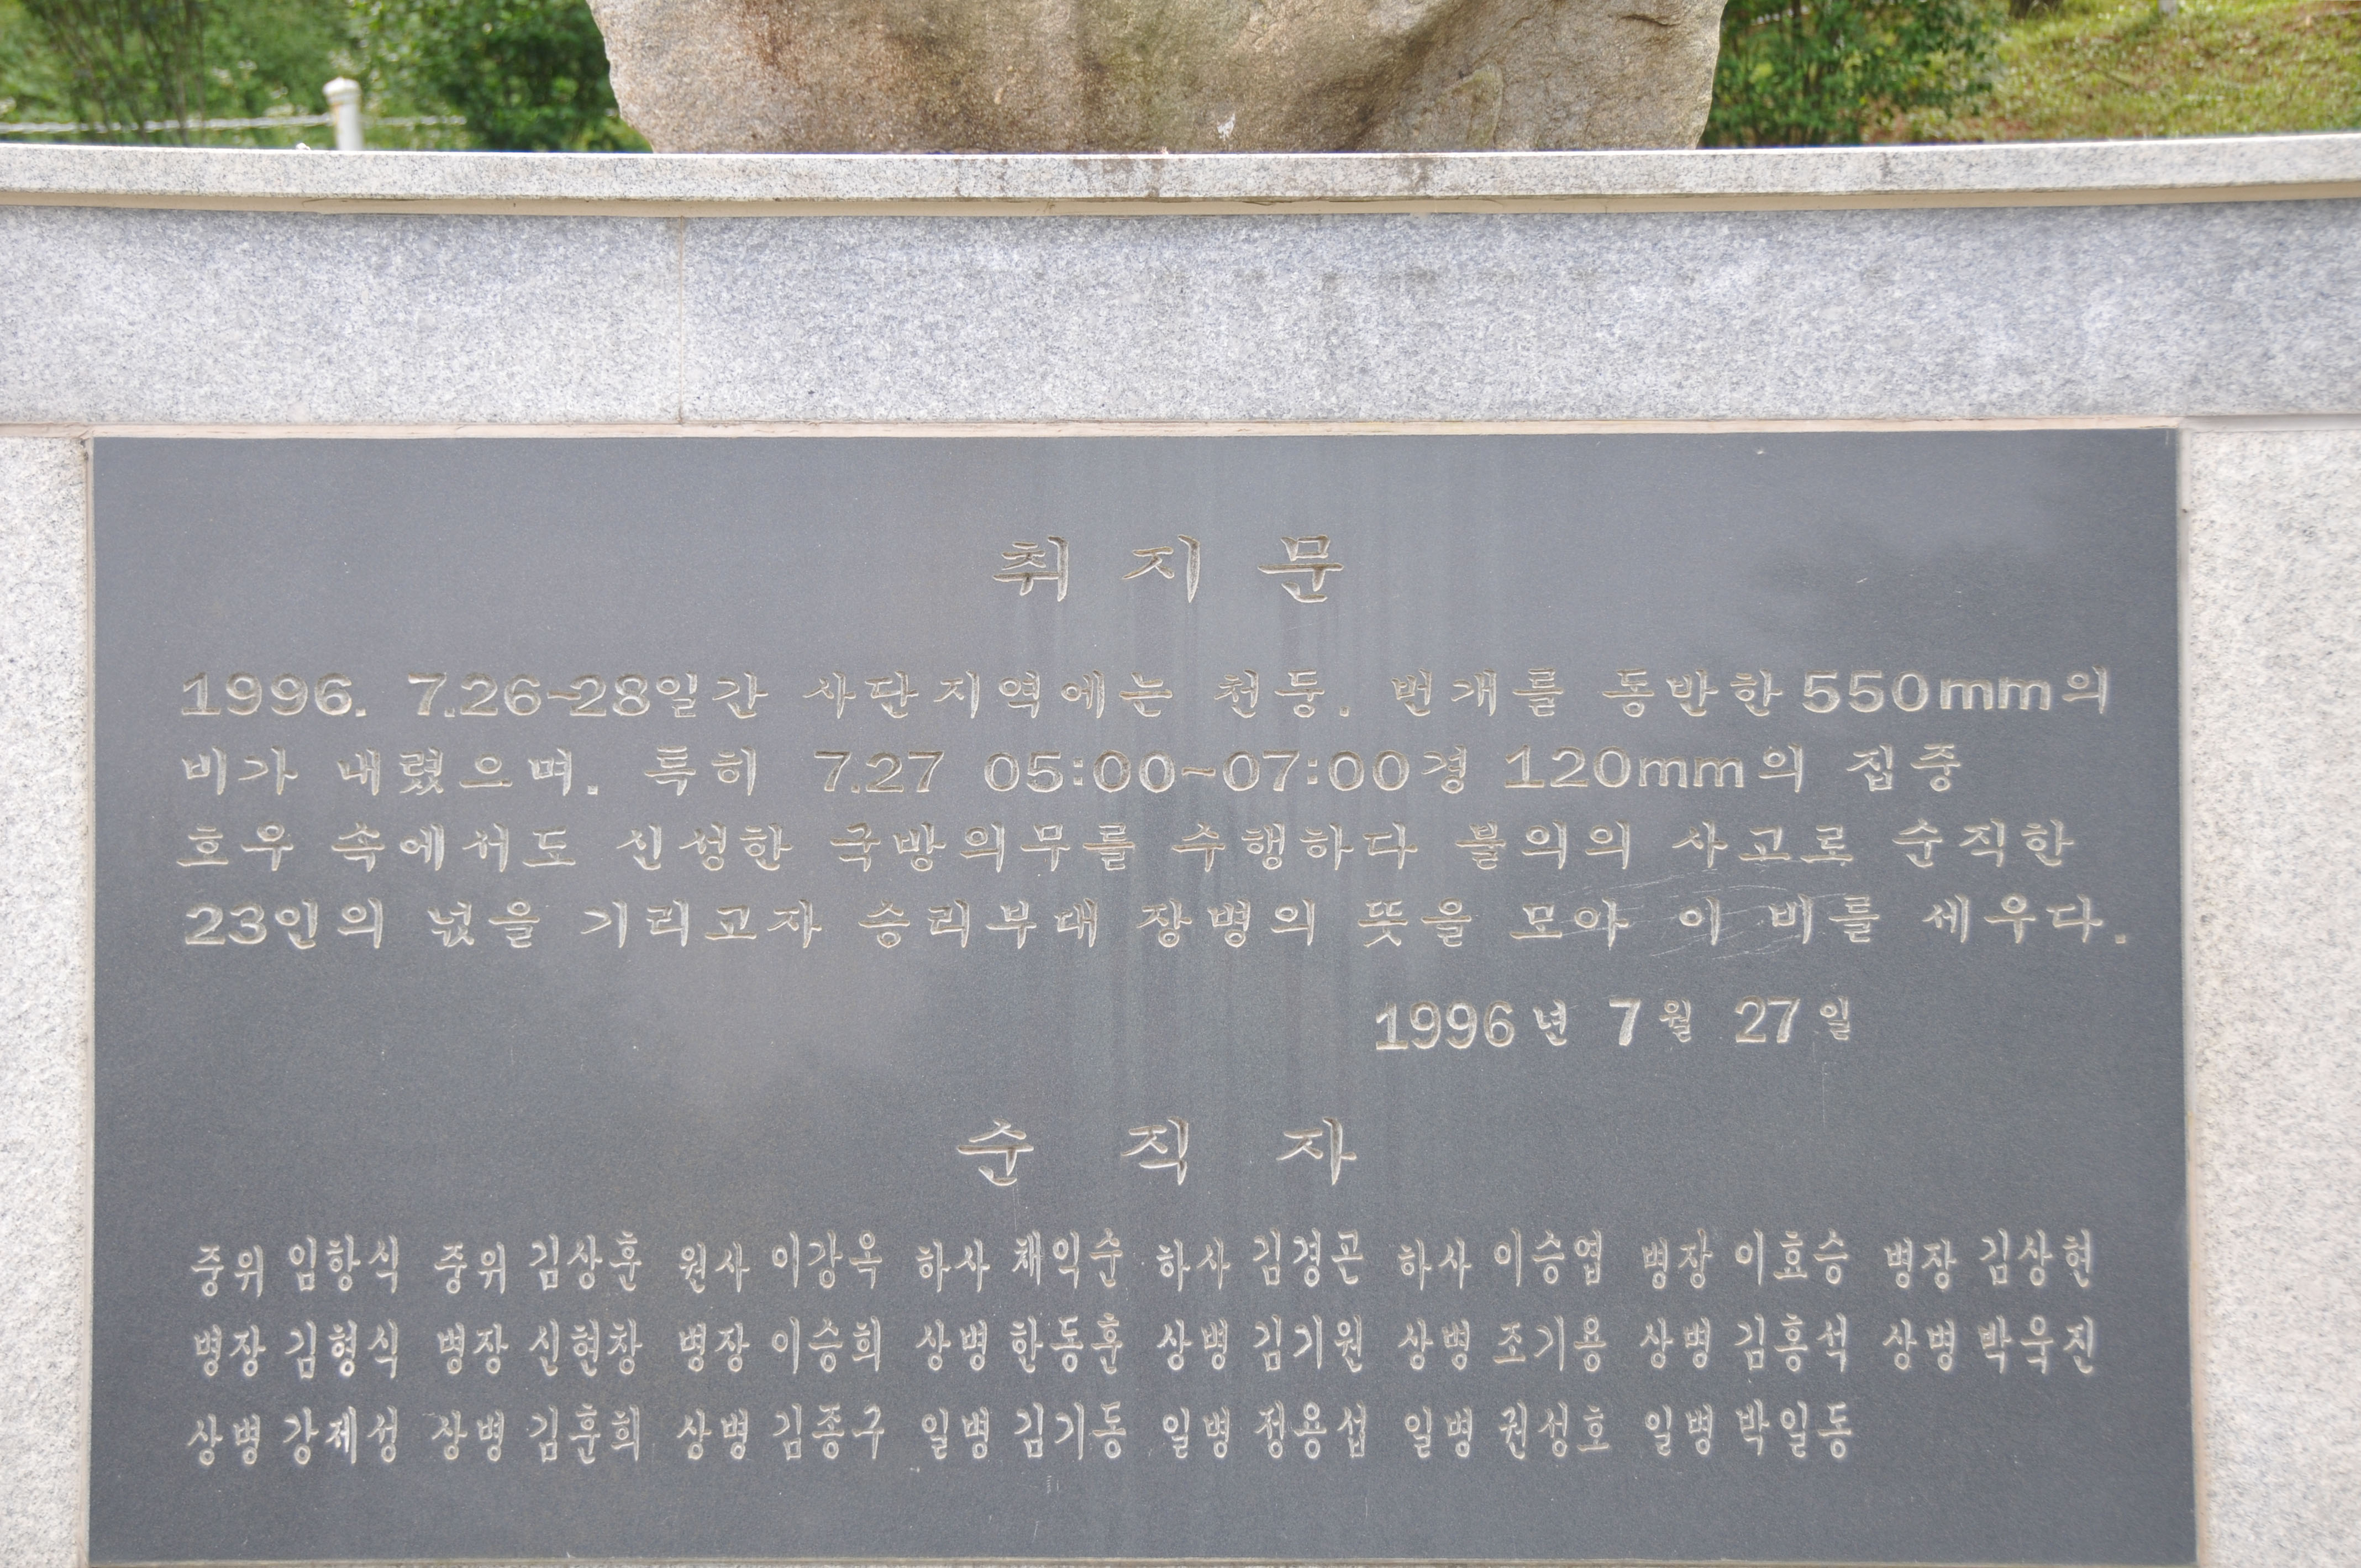 취 지 문
1996. 7.26-28일간 사단지역에는 천둥. 번개를 동반한 550mm의
비가 내렸으며. 특히 7.27 05:00~07:00경 120mm의 집중
호우 속에서도 신성한 국방의무를 수행하다 불의의 사고로 순직한
23인의 넋을 기리고자 승리부대 장병의 뜻을 모아 이 비를 세우다.
1996년 7월 27일
순 직 자
중위 임항식 중위 김상훈 원사 이강옥 하사 채익수 하사 김경곤 하사 이승엽 병장 이효승 병장 김상현
병장 김형식 병장 신현창 병장 이승희 상병 한동훈 상병 김기원 상병 조기용 상병 김흥석 상병 박욱진
상병 강제성 상병 김훈희 상병 김종구 일병 김기동 일병 정용섭 일병 권성호 일병 박일동